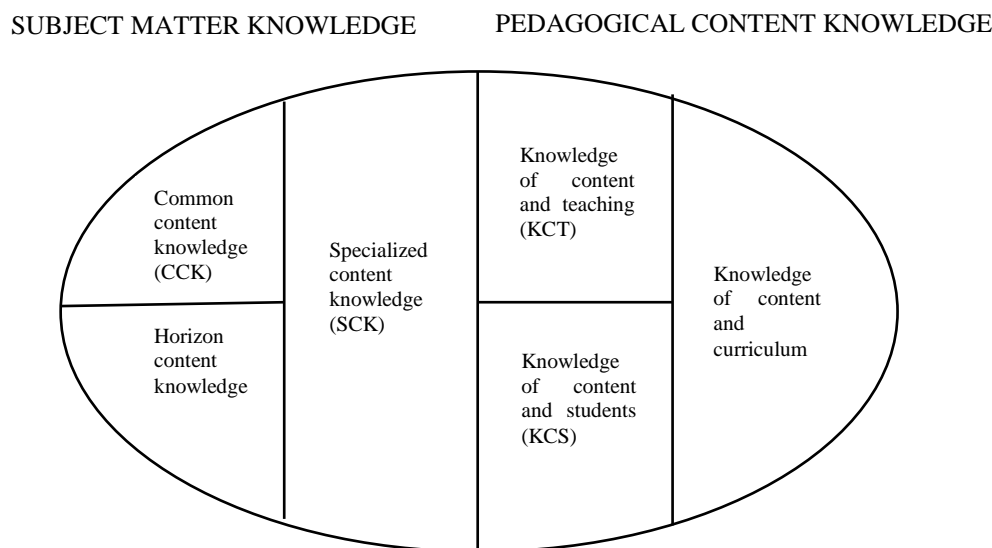 SUBJECT MATTER KNOWLEDGE
PEDAGOGICAL CONTENT KNOWLEDGE
Common
content
knowledge
(CCK)
Horizon
content
knowledge
Specialized
content
knowledge
(SCK)
Knowledge
of content
and teaching
(KCT)
Knowledge
of content
and students
(KCS)
Knowledge
of content
and
curriculum